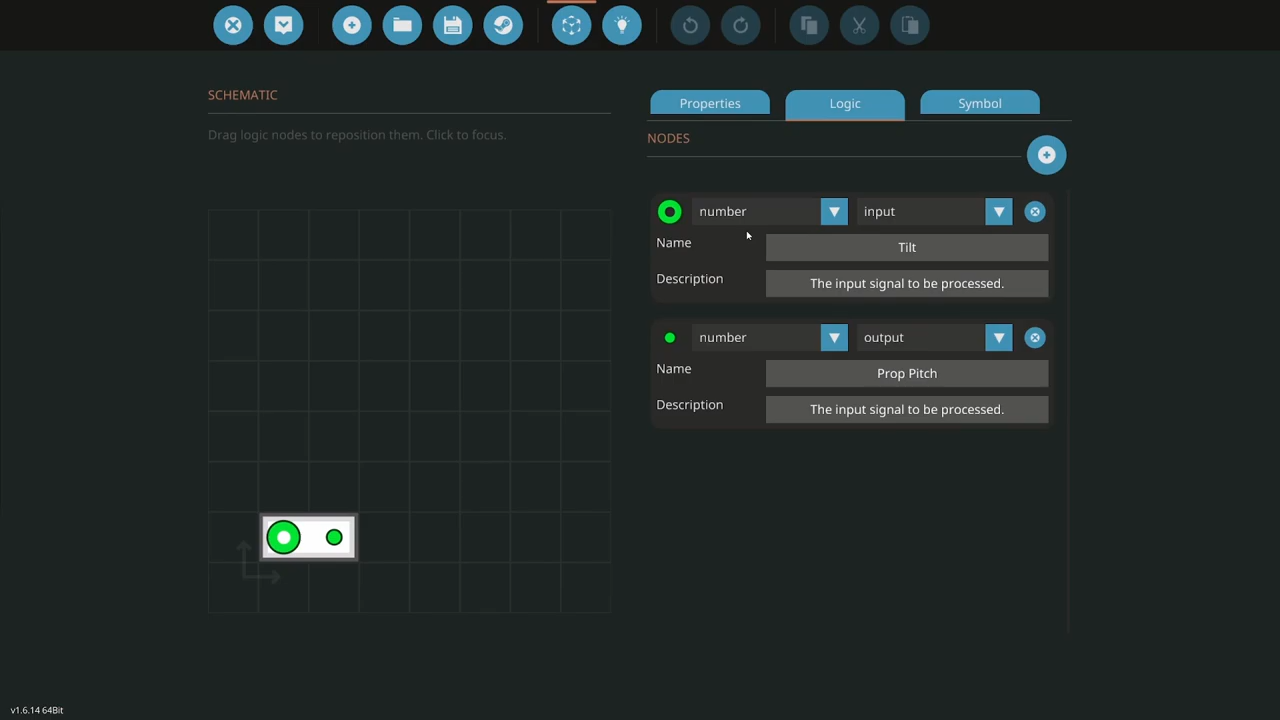 SCHEMATIC
Drag logic nodes to reposition them. Click to focus.
Properties
Logic
Symbol
NODES
number
input
Name
Tilt
Description
The input signal to be processed.
number
output
Name
Prop Pitch
Description
The input signal to be processed.
v1.6.14 64Bit